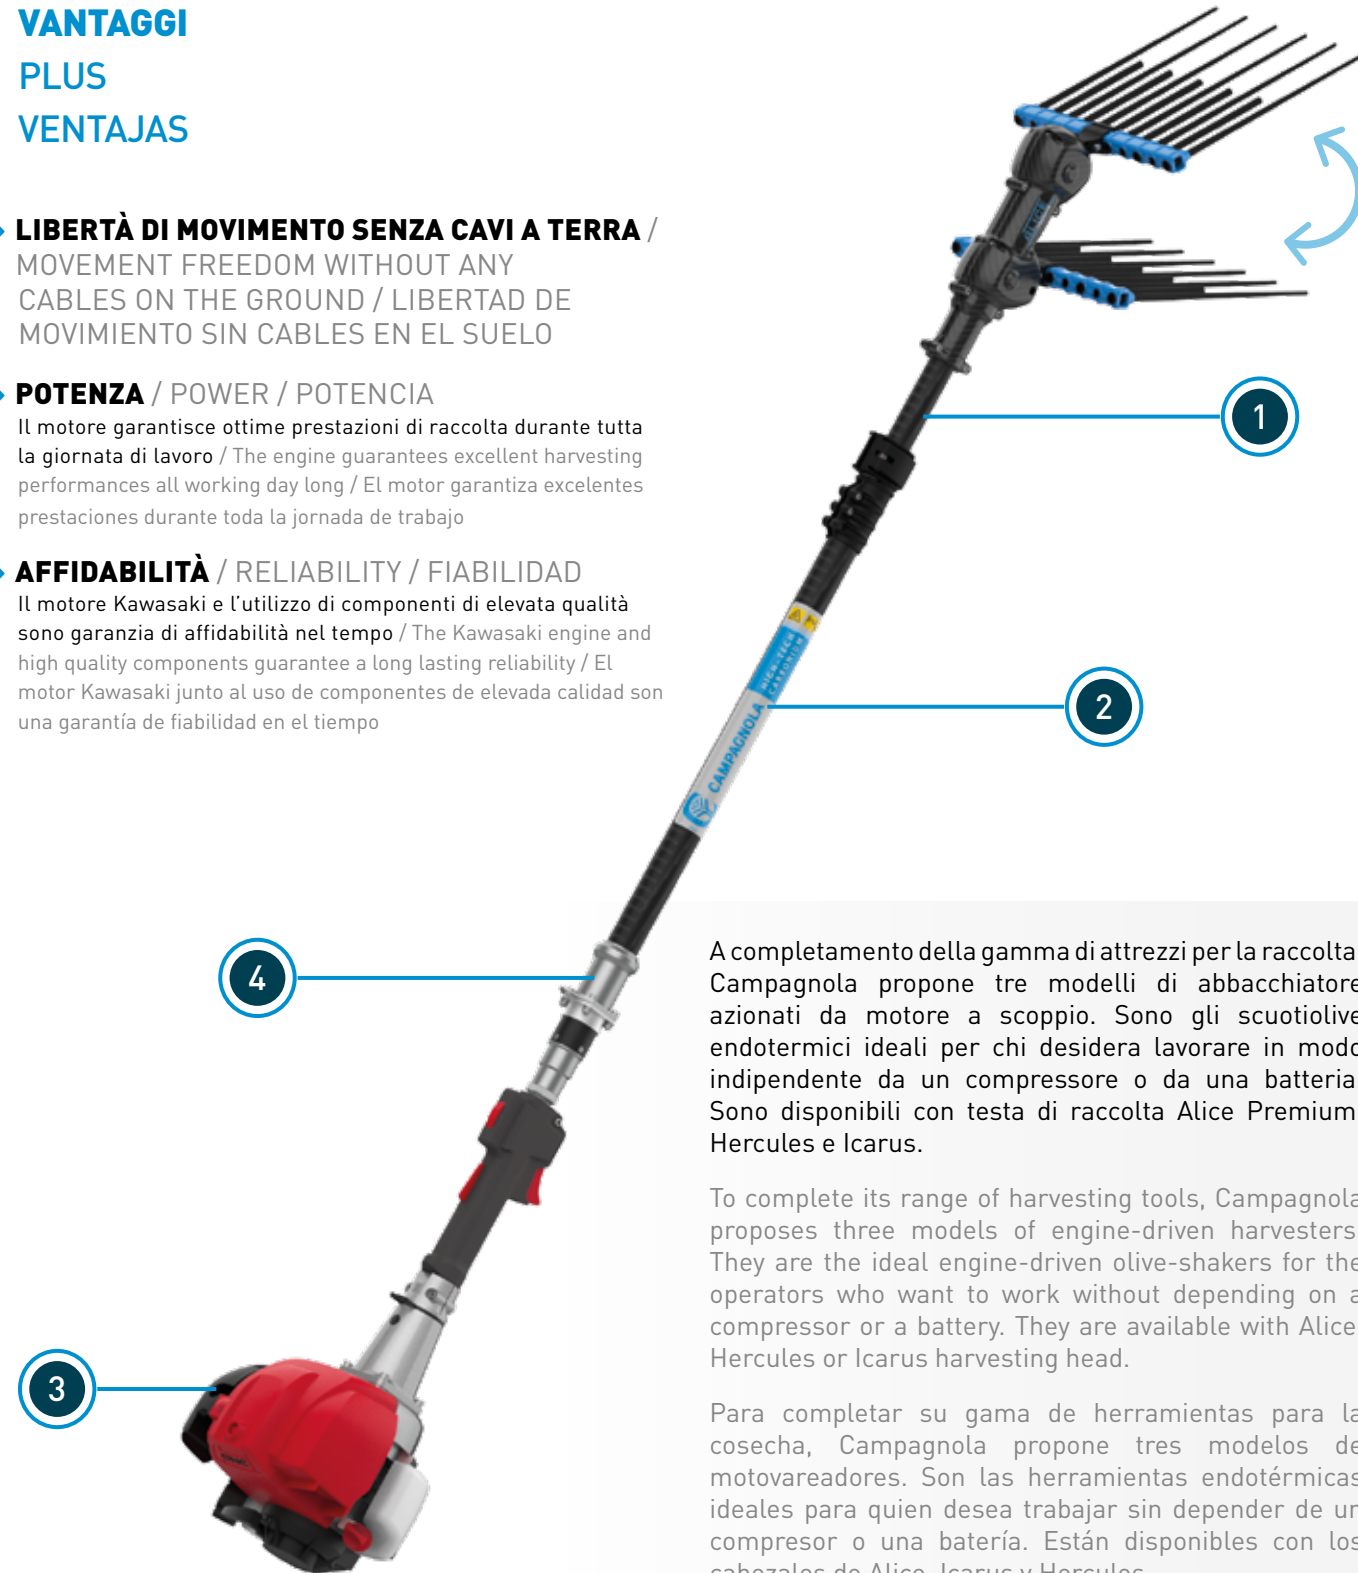 VANTAGGI
PLUS
VENTAJAS
LIBERTÀ DI MOVIMENTO SENZA CAVI A TERRA /
MOVEMENT FREEDOM WITHOUT ANY
CABLES ON THE GROUND / LIBERTAD DE
MOVIMIENTO SIN CABLES EN EL SUELO
POTENZA / POWER / POTENCIA
Il motore garantisce ottime prestazioni di raccolta durante tutta
la giornata di lavoro / The engine guarantees excellent harvesting
performances all working day long / El motor garantiza excelentes
prestaciones durante toda la jornada de trabajo
AFFIDABILITÀ / RELIABILITY / FIABILIDAD
Il motore Kawasaki e l’utilizzo di componenti di elevata qualità
sono garanzia di affidabilità nel tempo / The Kawasaki engine and
high quality components guarantee a long lasting reliability / El
motor Kawasaki junto al uso de componentes de elevada calidad son
una garantía de fiabilidad en el tiempo
ALICE
1
HIGH-TECH
CARBONIUM
CAMPAGNOLA
2
4
3
A completamento della gamma di attrezzi per la raccolta
Campagnola propone tre modelli di abbacchiatore
azionati da motore a scoppio. Sono gli scuotiolive
endotermici ideali per chi desidera lavorare in modo
indipendente da un compressore o da una batteria
Sono disponibili con testa di raccolta Alice Premium
Hercules e Icarus.
To complete its range of harvesting tools, Campagnola
proposes three models of engine-driven harvesters
They are the ideal engine-driven olive-shakers for the
operators who want to work without depending on a
compressor or a battery. They are available with Alice
Hercules or Icarus harvesting head.
Para completar su gama de herramientas para la
cosecha, Campagnola propone tres modelos de
motovareadores. Son las herramientas endotérmicas
ideales para quien desea trabajar sin depender de un
compresor o una batería. Están disponibles con los
cabezales de Alice, Icarus y Hercules